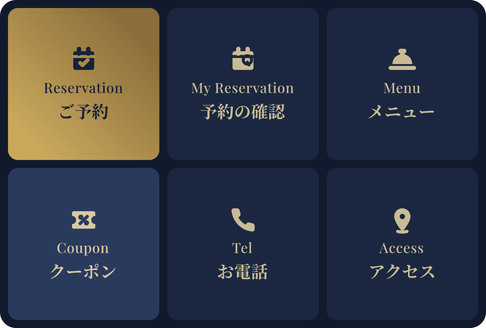 Reservation
ご予約
My Reservation
予約の確認
Menu
メニュー
Coupon
クーポン
Tel
お電話
Access
アクセス